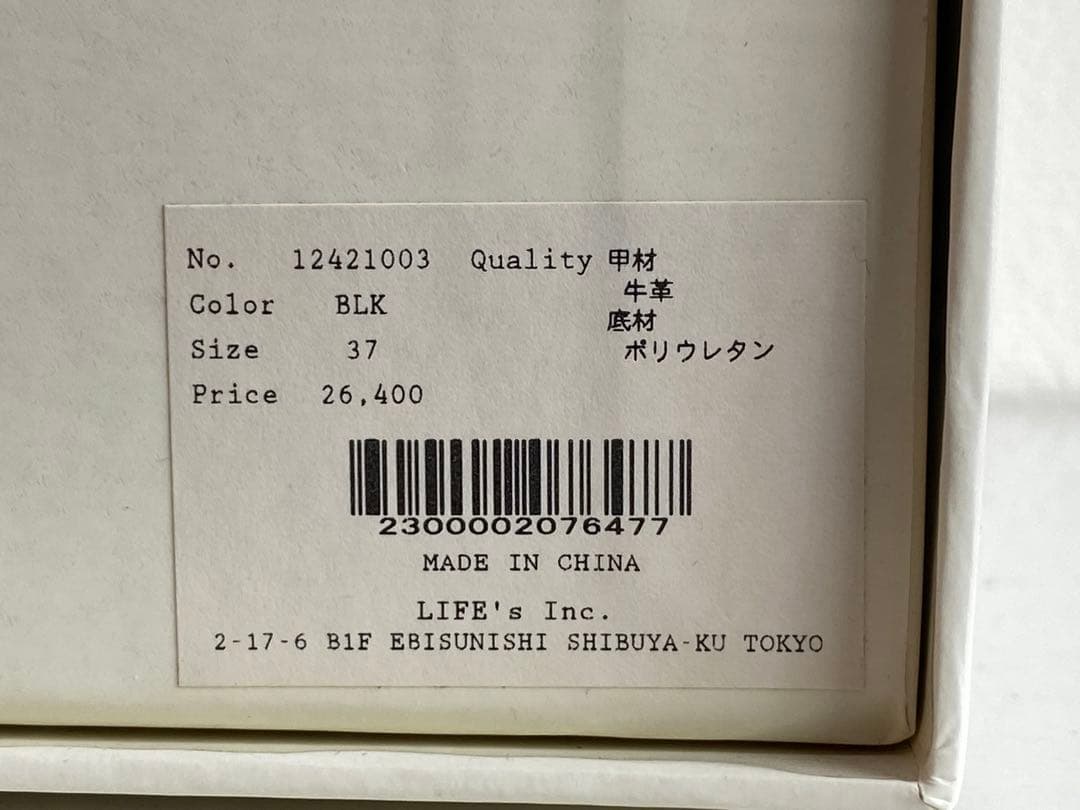 No. 12421003 Quality 甲材
牛革
Color BLK
底材
Size 37 ポリウレタン
Price 26,400
2300002076477
MADE IN CHINA
LIFE's Inc.
2-17-6 B1F EBISUNISHI SHIBUYA-KU TOKYO